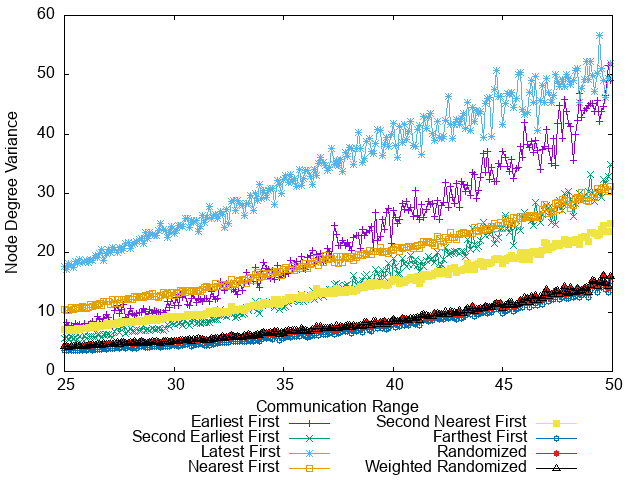 60
50
40
30
20
10
0
Node Degree Variance
25 30 35 40 45 50
Communication Range
Earliest First Second Nearest First
Second Earliest First Farthest First
Latest First Randomized
Nearest First Weighted Randomized